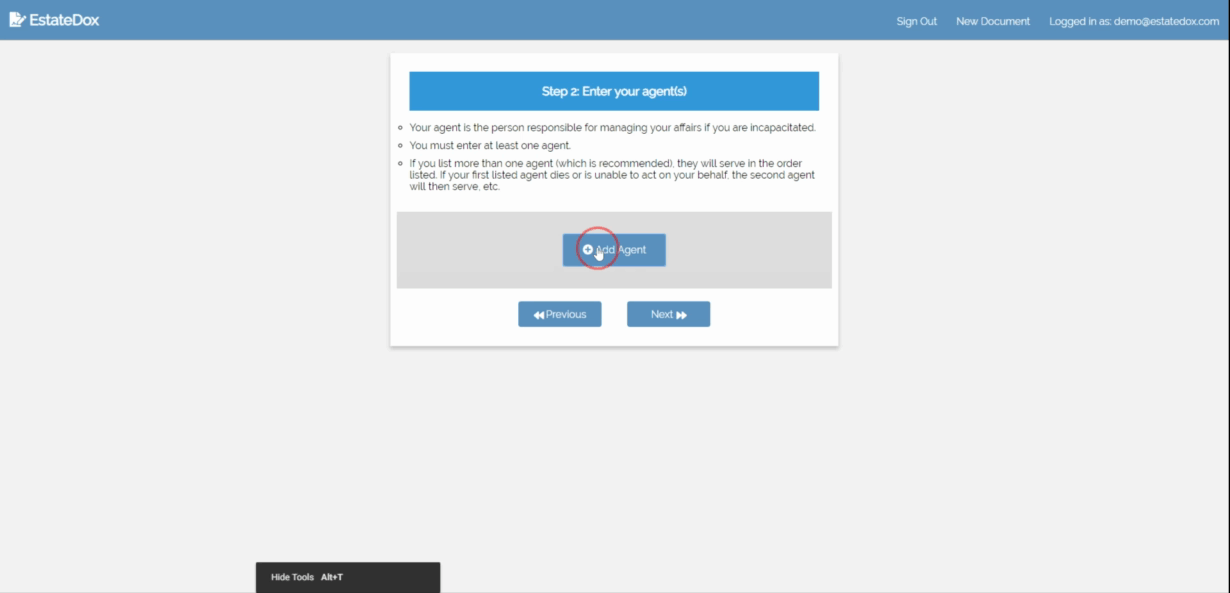 EstateDox
Sign Out New Document Logged in as: demo@estatedox.com
Step 2: Enter your agent(s)
Your agent is the person responsible for managing your affairs if you are incapacitated.
You must enter at least one agent.
If you list more than one agent (which is recommended), they will serve in the order
listed. If your first listed agent dies or is unable to act on your behalf, the second agent
will then serve, etc.
Add Agent
Previous Next
Hide Tools Alt+T